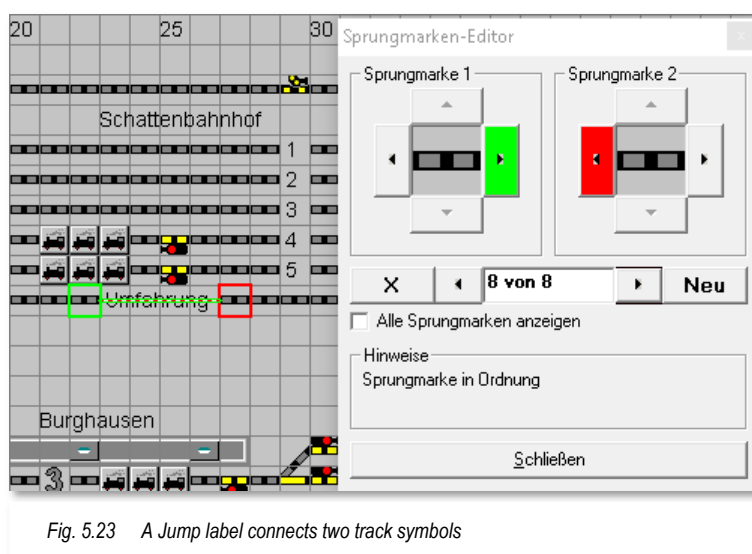 20 25 30
Schattenbahnhof
1
2
3
4
5
Umfahrung
Burghausen
3
Sprungmarken-Editor
Sprungmarke 1 Sprungmarke 2
X 8 von 8 Neu
Alle Sprungmarken anzeigen
Hinweise
Sprungmarke in Ordnung
Schließen
Fig. 5.23 A Jump label connects two track symbols